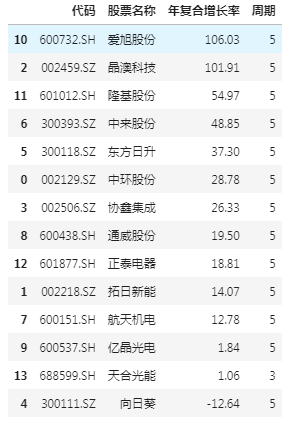 代码 股票名称 年复合增长率 周期
10 600732.SH 爱旭股份 106.03 5
2 002459.SZ 晶澳科技 101.91 5
11 601012.SH 隆基股份 54.97 5
6 300393.SZ 中来股份 48.85 5
5 300118.SZ 东方日升 37.30 5
0 002129.SZ 中环股份 28.78 5
3 002506.SZ 协鑫集成 26.33 5
8 600438.SH 通威股份 19.50 5
12 601877.SH 正泰电器 18.81 5
1 002218.SZ 拓日新能 14.07 5
7 600151.SH 航天机电 12.78 5
9 600537.SH 亿晶光电 1.84 5
13 688599.SH 天合光能 1.06 3
4 300111.SZ 向日葵 -12.64 5